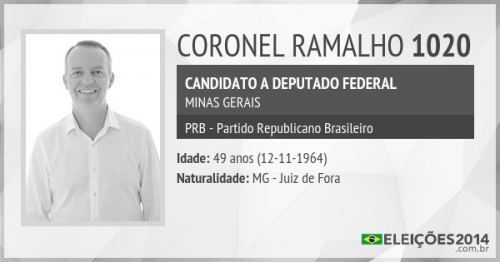 CORONEL RAMALHO 1020
CANDIDATO A DEPUTADO FEDERAL
MINAS GERAIS
PRB - Partido Republicano Brasileiro
Idade: 49 anos (12-11-1964)
Naturalidade: MG - Juiz de Fora
ELEIÇÕES2014
.com.br